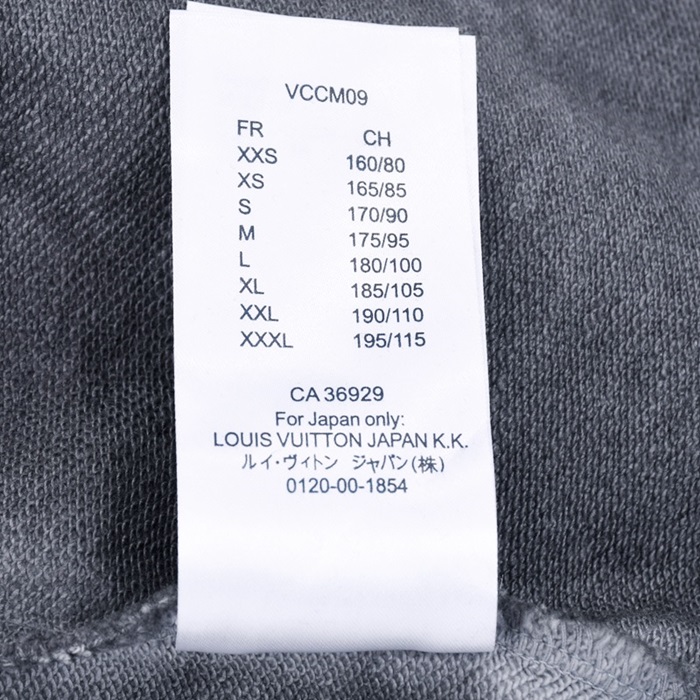 VCCM09
FR CH
XXS 160/80
XS 165/85
S 170/90
M 175/95
L 180/100
XL 185/105
XXL 190/110
XXXL 195/115
CA 36929
For Japan only:
LOUIS VUITTON JAPAN K.K.
ルイ・ヴィトン ジャパン(株)
0120-00-1854